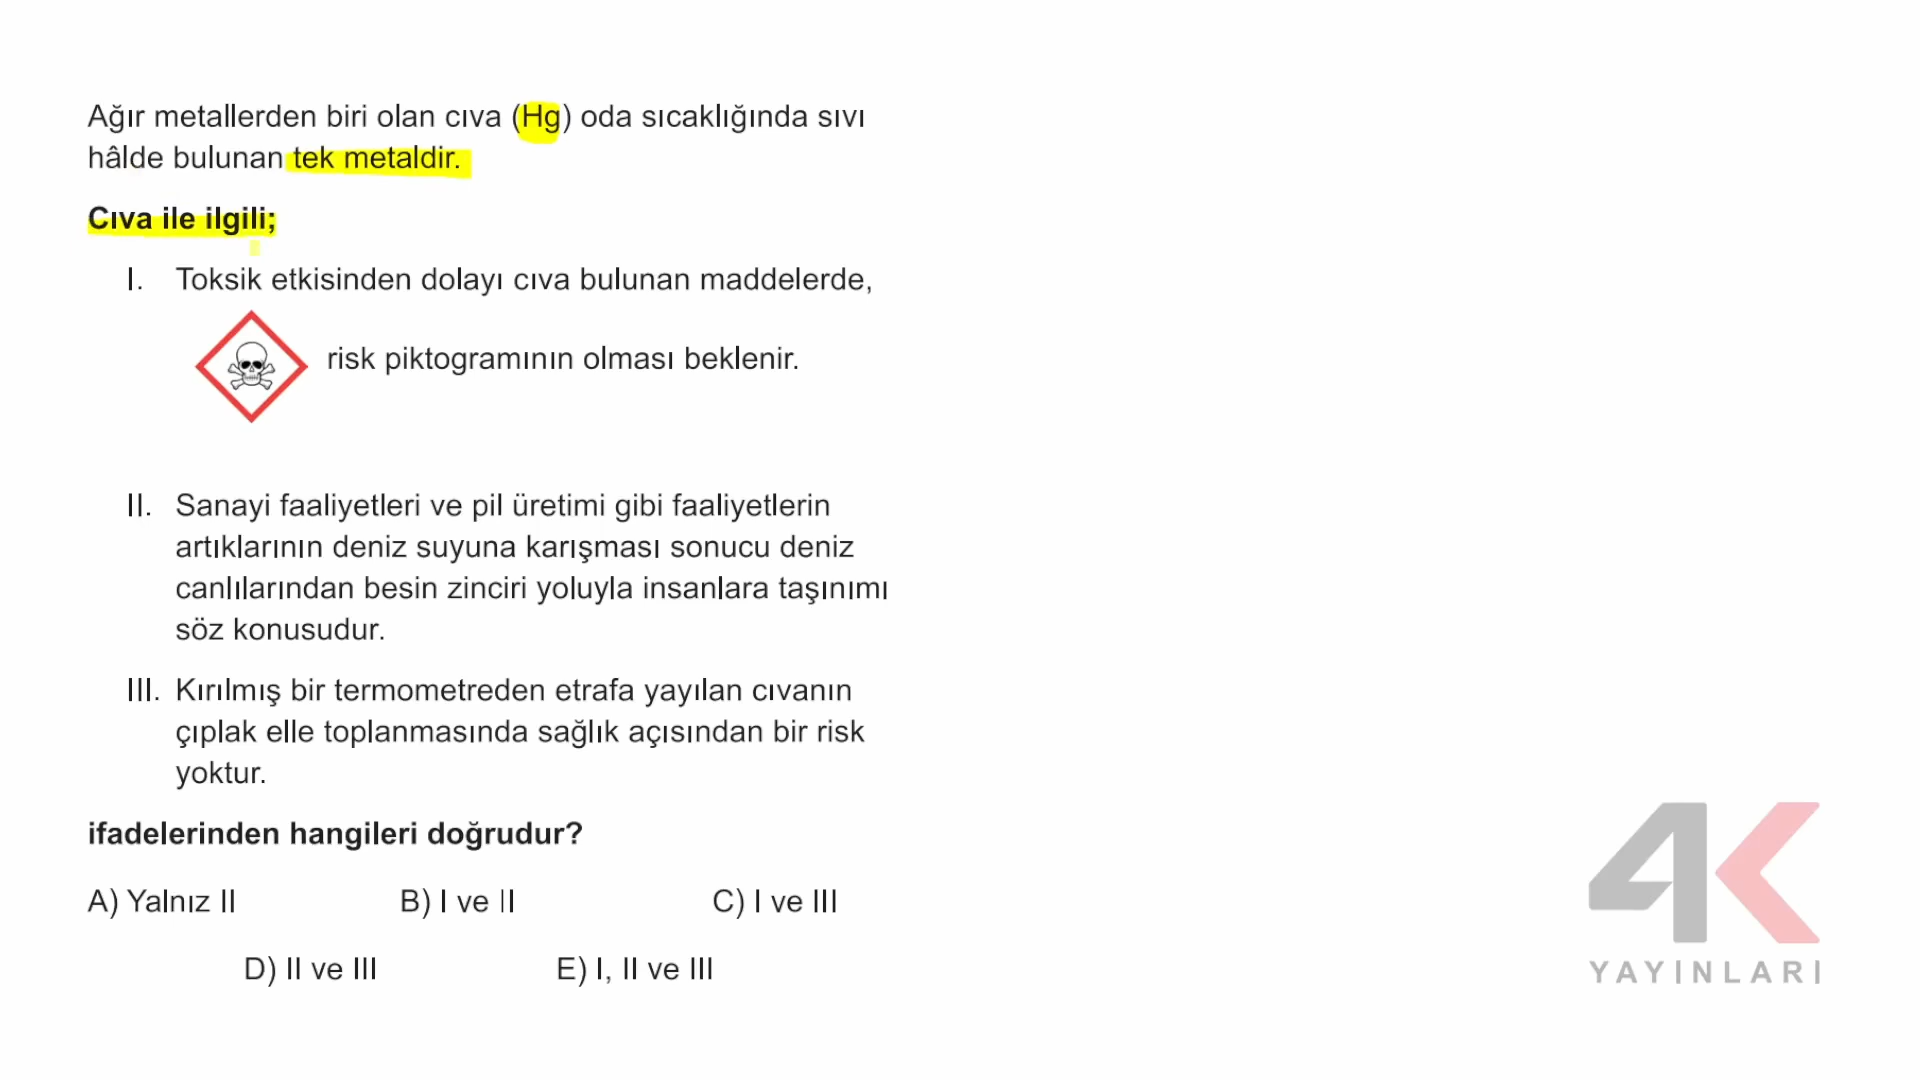 Ağır metallerden biri olan cıva (Hg) oda sıcaklığında sıvı
hâlde bulunan tek metaldir.
Cıva ile ilgili;
I. Toksik etkisinden dolayı cıva bulunan maddelerde,
risk piktogramının olması beklenir.
II. Sanayi faaliyetleri ve pil üretimi gibi faaliyetlerin
artıklarının deniz suyuna karışması sonucu deniz
canlılarından besin zinciri yoluyla insanlara taşınımı
söz konusudur.
III. Kırılmış bir termometreden etrafa yayılan cıvanın
çıplak elle toplanmasında sağlık açısından bir risk
yoktur.
ifadelerinden hangileri doğrudur?
A) Yalnız II B) I ve II C) I ve III
D) II ve III E) I, II ve III
4K
YAYINLARI